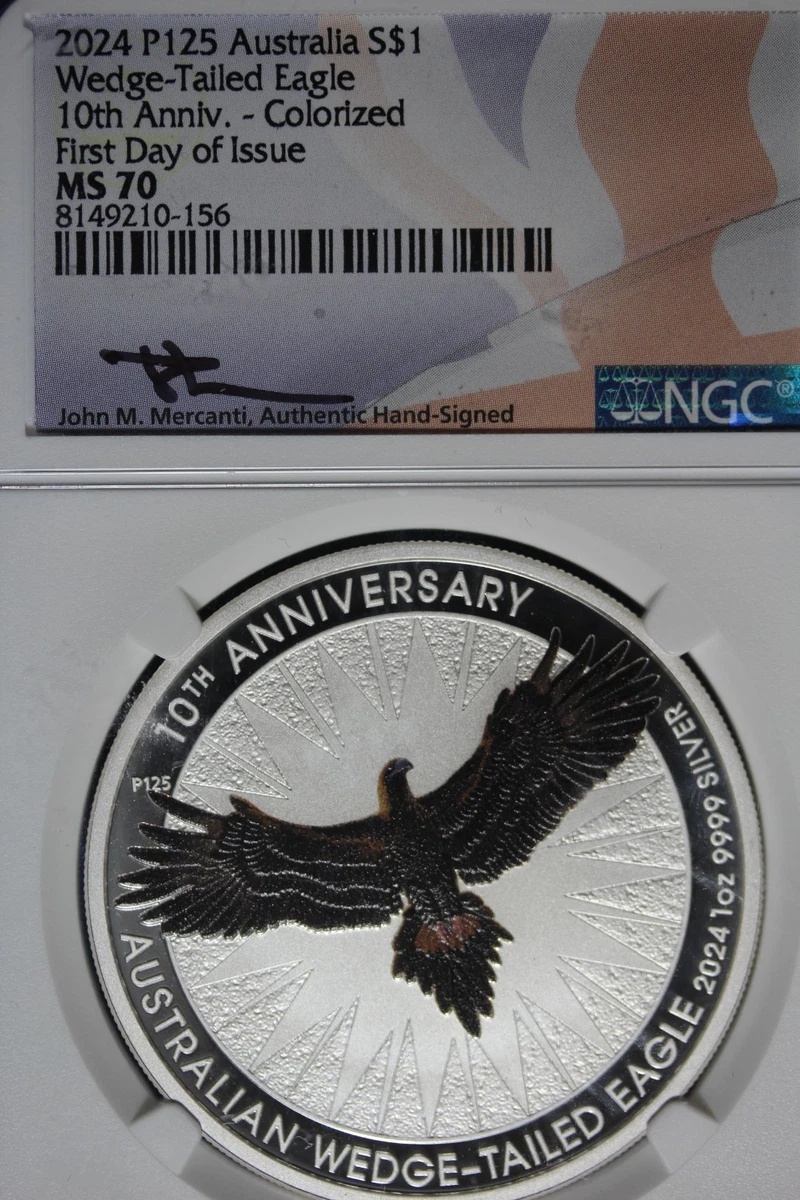 2024 P125 Australia S$1
Wedge-Tailed Eagle
10th Anniv. - Colorized
First Day of Issue
MS 70
8149210-156
John M. Mercanti, Authentic Hand-Signed
NGC®
10TH ANNIVERSARY
P125
AUSTRALIAN WEDGE-TAILED EAGLE 2024 1oz 9999 SILVER